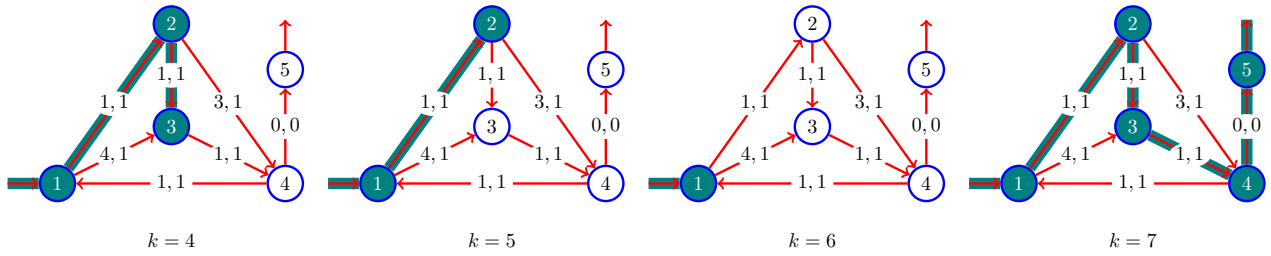 2 2 2 2
5 5 5 5
1, 1 1, 1 1, 1 1, 1
1, 1 3, 1 1, 1 3, 1 1, 1 3, 1 1, 1 3, 1
3 0, 0 3 0, 0 3 0, 0 3 0, 0
4, 1 1, 1 4, 1 1, 1 4, 1 1, 1 4, 1 1, 1
1 1, 1 4 1 1, 1 4 1 1, 1 4 1 1, 1 4
k = 4 k = 5 k = 6 k = 7